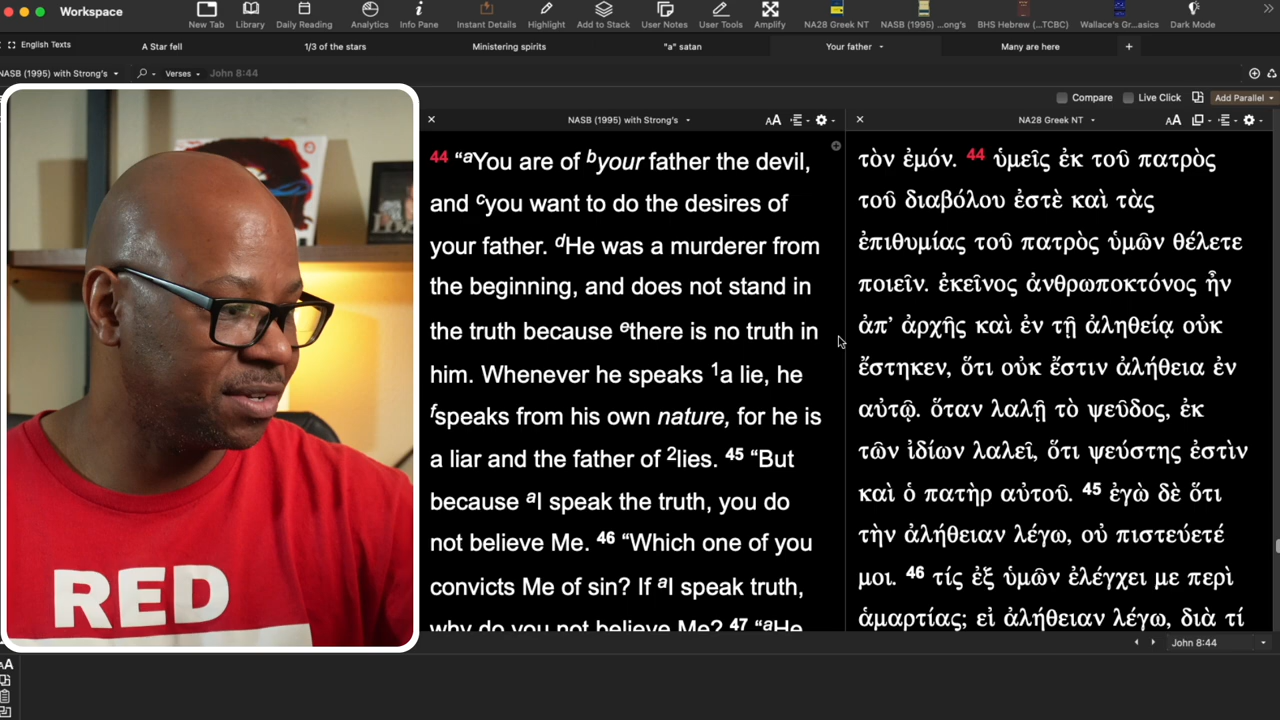 Workspace
New Tab
Library
Daily Reading
Analytics
Info Pane
Instant Details
Highlight
Add to Stack
User Notes
User Tools
Amplify
NA28 Greek NT
NASB (1995) ...ong's
BHS Hebrew (...TCBC)
Wallace's Gr...asics
Dark Mode
English Texts
A Star fell
1/3 of the stars
Ministering spirits
"a" satan
Your father
Many are here
NASB (1995) with Strong's
Verses
John 8:44
Compare
Live Click
Add Parallel
NASB (1995) with Strong's
AA
44 “aYou are of byour father the devil,
and cyou want to do the desires of
your father. dHe was a murderer from
the beginning, and does not stand in
the truth because ethere is no truth in
him. Whenever he speaks 1a lie, he
fspeaks from his own nature, for he is
a liar and the father of 2lies. 45 “But
because aI speak the truth, you do
not believe Me. 46 “Which one of you
convicts Me of sin? If aI speak truth,
why do you not believe Me? 47 “aHe
NA28 Greek NT
AA
τὸν ἐμόν. 44 ὑμεῖς ἐκ τοῦ πατρὸς
τοῦ διαβόλου ἐστὲ καὶ τὰς
ἐπιθυμίας τοῦ πατρὸς ὑμῶν θέλετε
ποιεῖν. ἐκεῖνος ἀνθρωποκτόνος ἦν
ἀπ’ ἀρχῆς καὶ ἐν τῇ ἀληθείᾳ οὐκ
ἔστηκεν, ὅτι οὐκ ἔστιν ἀλήθεια ἐν
αὐτῷ. ὅταν λαλῇ τὸ ψεῦδος, ἐκ
τῶν ἰδίων λαλεῖ, ὅτι ψεύστης ἐστὶν
καὶ ὁ πατὴρ αὐτοῦ. 45 ἐγὼ δὲ ὅτι
τὴν ἀλήθειαν λέγω, οὐ πιστεύετέ
μοι. 46 τίς ἐξ ὑμῶν ἐλέγχει με περὶ
ἁμαρτίας; εἰ ἀλήθειαν λέγω, διὰ τί
John 8:44
AA
RED